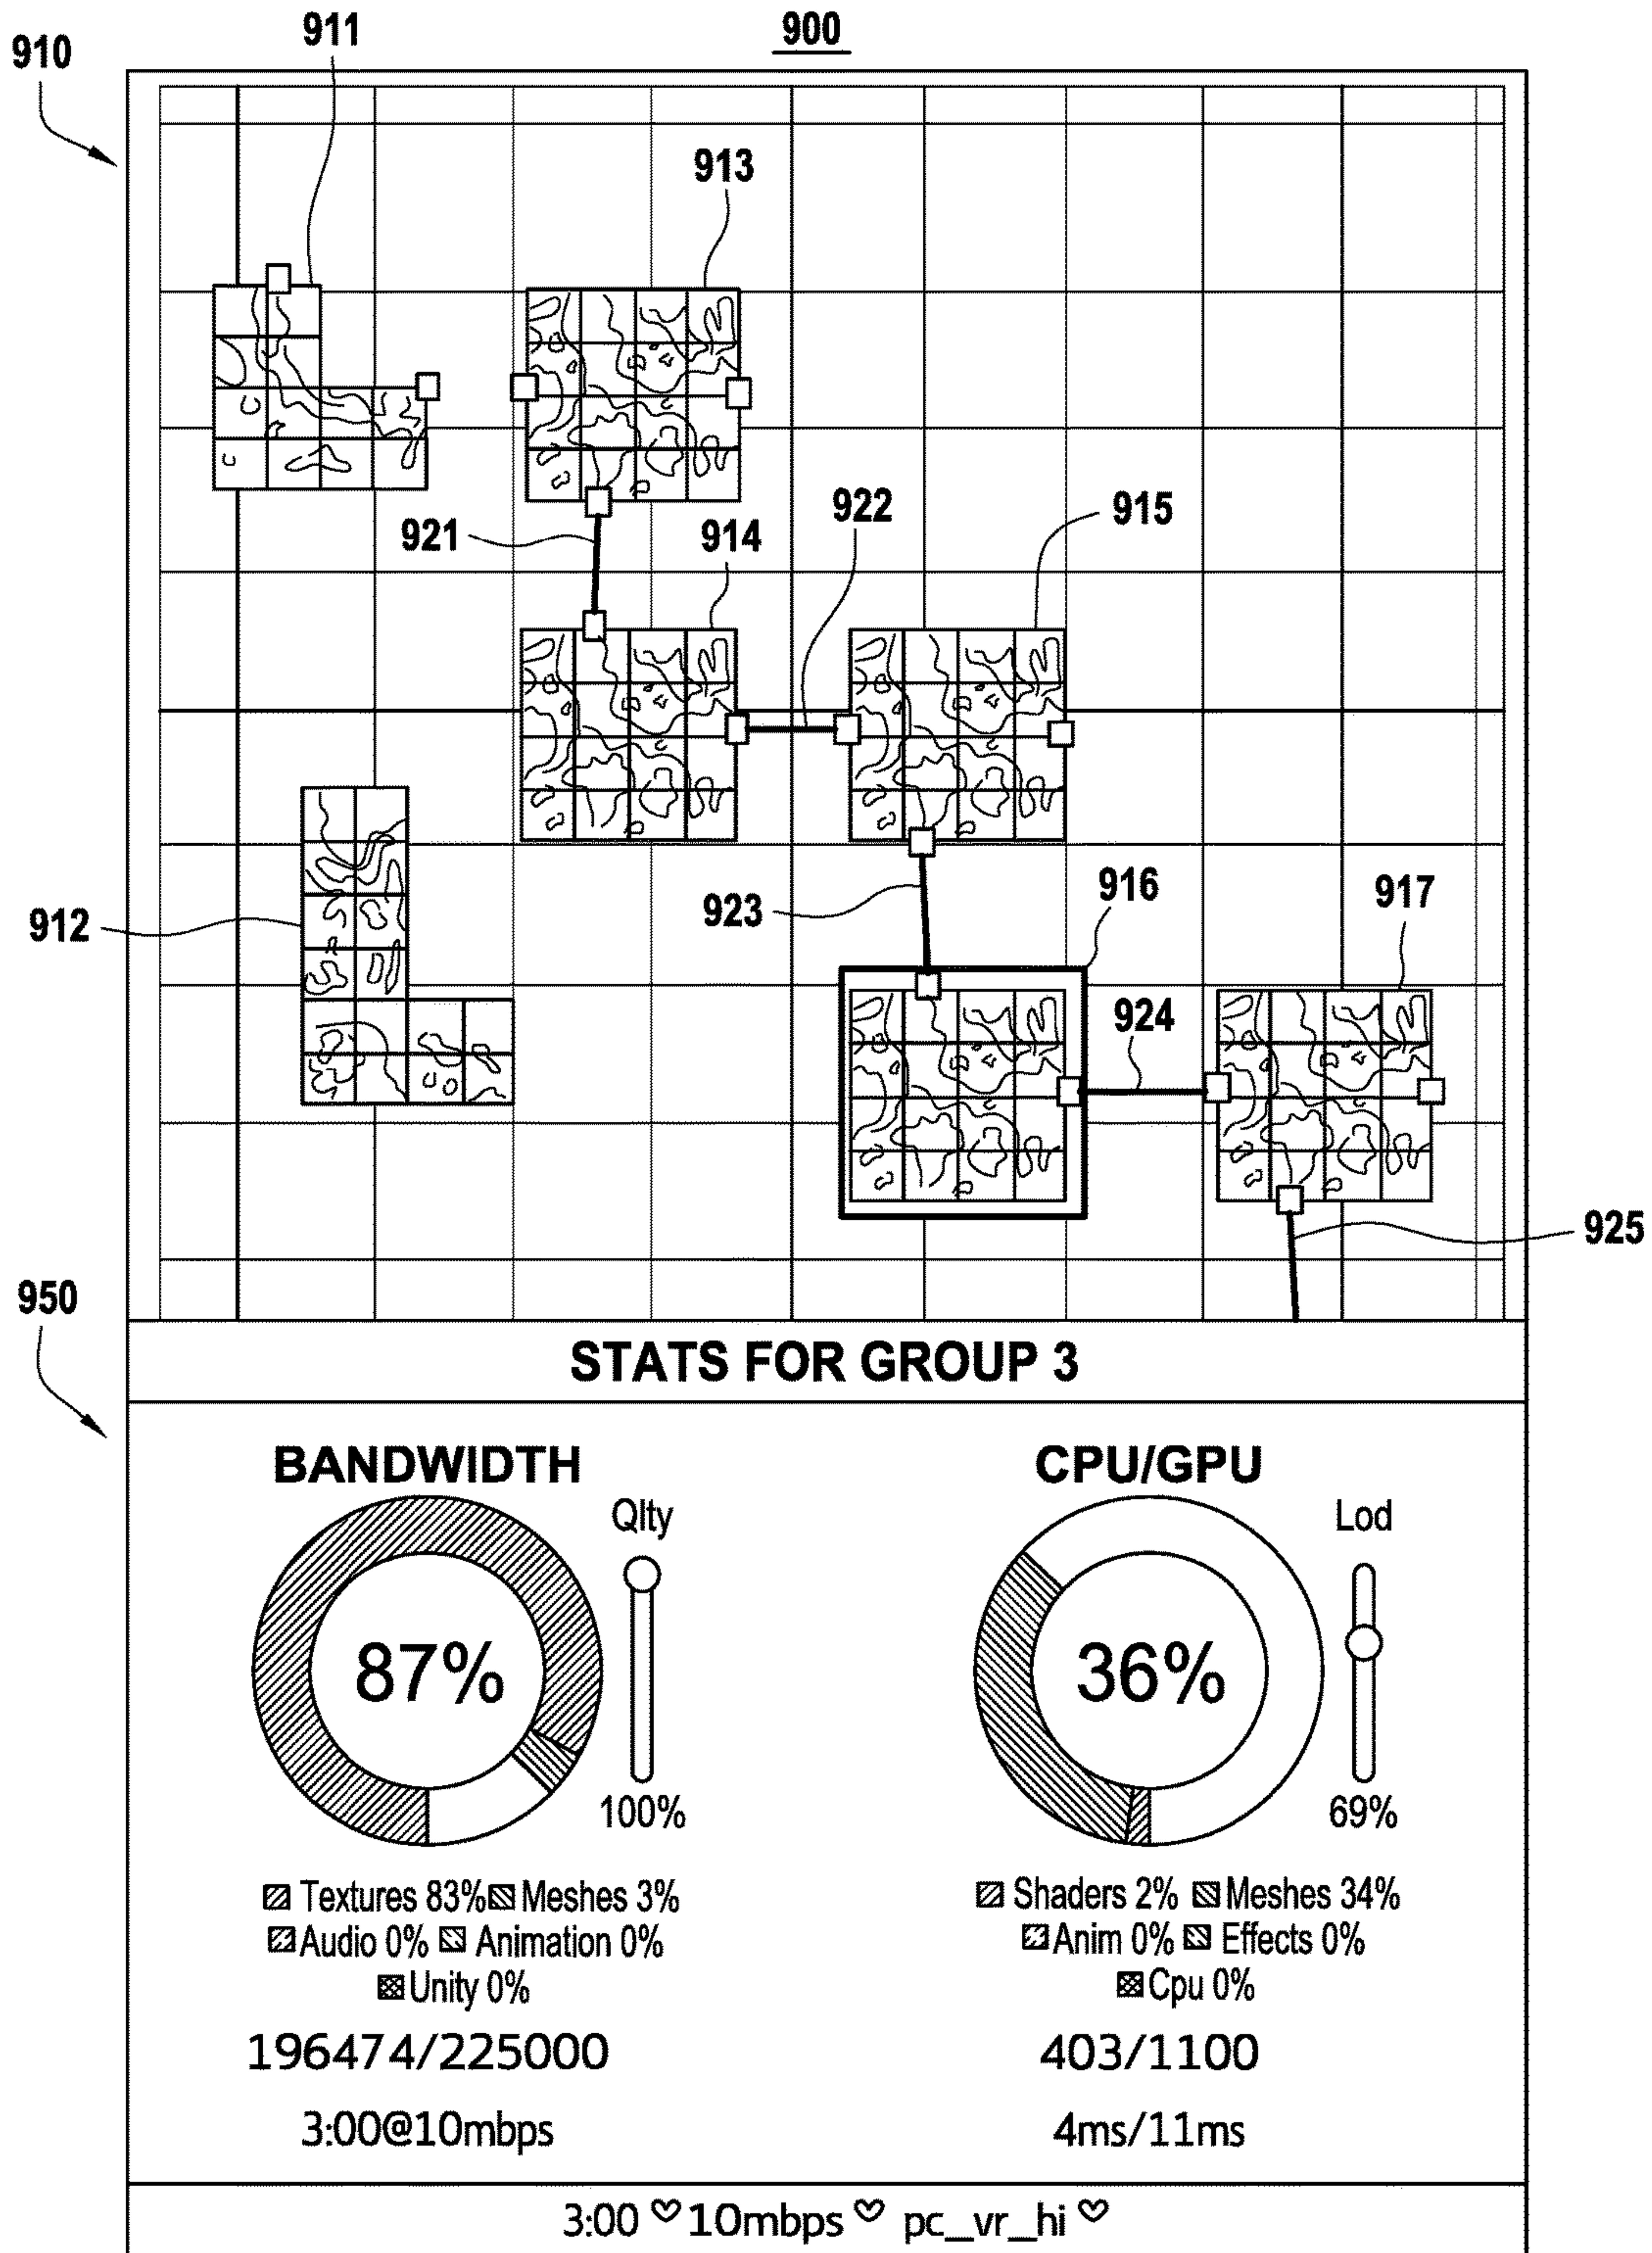 900
910
911
913
921
914
922
915
912
923
916
917
924
925
950
STATS FOR GROUP 3
BANDWIDTH
Qlty
87%
100%
Textures 83% Meshes 3%
Audio 0% Animation 0%
Unity 0%
196474/225000
3:00@10mbps
CPU/GPU
Lod
36%
69%
Shaders 2% Meshes 34%
Anim 0% Effects 0%
Cpu 0%
403/1100
4ms/11ms
3:00 10mbps pc_vr_hi